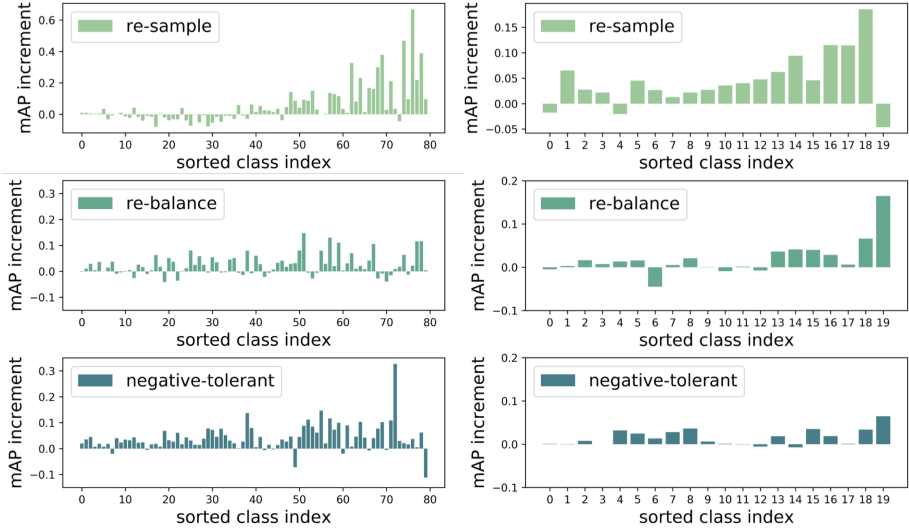 re-sample
mAP increment
0.6
0.4
0.2
0.0
0 10 20 30 40 50 60 70 80
sorted class index
re-sample
mAP increment
0.15
0.10
0.05
0.00
−0.05
0 1 2 3 4 5 6 7 8 9 10 11 12 13 14 15 16 17 18 19
sorted class index
re-balance
mAP increment
0.3
0.2
0.1
0.0
−0.1
0 10 20 30 40 50 60 70 80
sorted class index
re-balance
mAP increment
0.2
0.1
0.0
−0.1
0 1 2 3 4 5 6 7 8 9 10 11 12 13 14 15 16 17 18 19
sorted class index
negative-tolerant
mAP increment
0.3
0.2
0.1
0.0
−0.1
0 10 20 30 40 50 60 70 80
sorted class index
negative-tolerant
mAP increment
0.2
0.1
0.0
−0.1
0 1 2 3 4 5 6 7 8 9 10 11 12 13 14 15 16 17 18 19
sorted class index